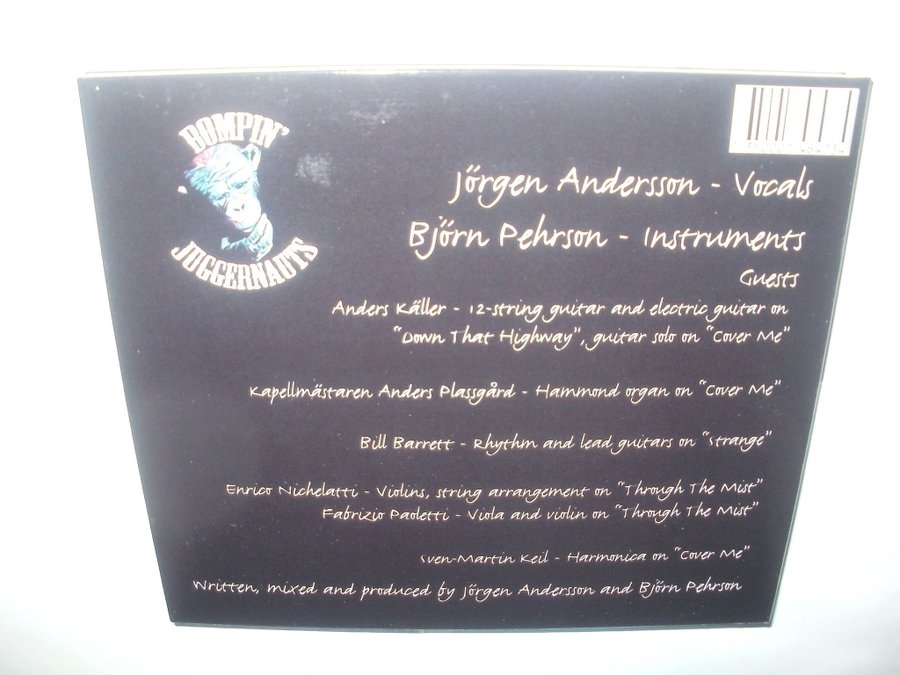 BOMPIN'
JUGGERNAUTS
Jörgen Andersson - Vocals
Björn Pehrson - Instruments
Guests
Anders Käller - 12-string guitar and electric guitar on
"Down That Highway", guitar solo on "Cover Me"
Kapellmästaren Anders Plassgård - Hammond organ on "Cover Me"
Bill Barrett - Rhythm and lead guitars on "Strange"
Enrico Nichelatti - Violins, string arrangement on "Through The Mist"
Fabrizio Paoletti - Viola and violin on "Through The Mist"
Sven-Martin Keil - Harmonica on "Cover Me"
Written, mixed and produced by Jörgen Andersson and Björn Pehrson